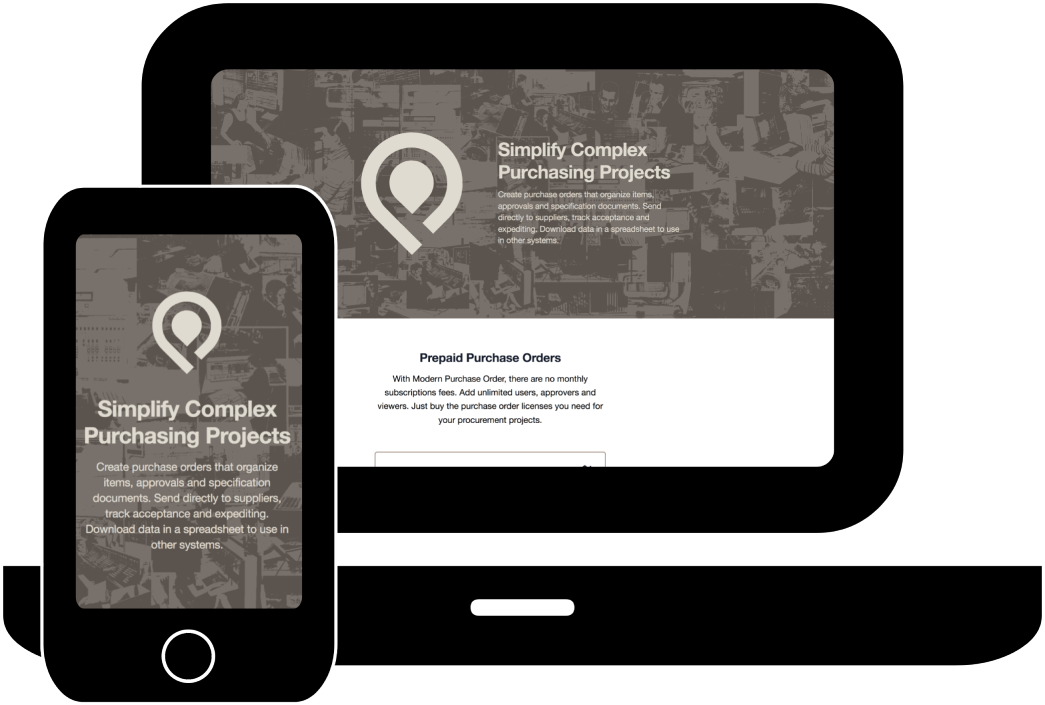 Simplify Complex
Purchasing Projects
Create purchase orders that organize items,
approvals and specification documents. Send
directly to suppliers, track acceptance and
expediting. Download data in a spreadsheet to use
in other systems.
Prepaid Purchase Orders
With Modern Purchase Order, there are no monthly
subscriptions fees. Add unlimited users, approvers and
viewers. Just buy the purchase order licenses you need for
your procurement projects.
Simplify Complex
Purchasing Projects
Create purchase orders that organize
items, approvals and specification
documents. Send directly to suppliers,
track acceptance and expediting.
Download data in a spreadsheet to use in
other systems.